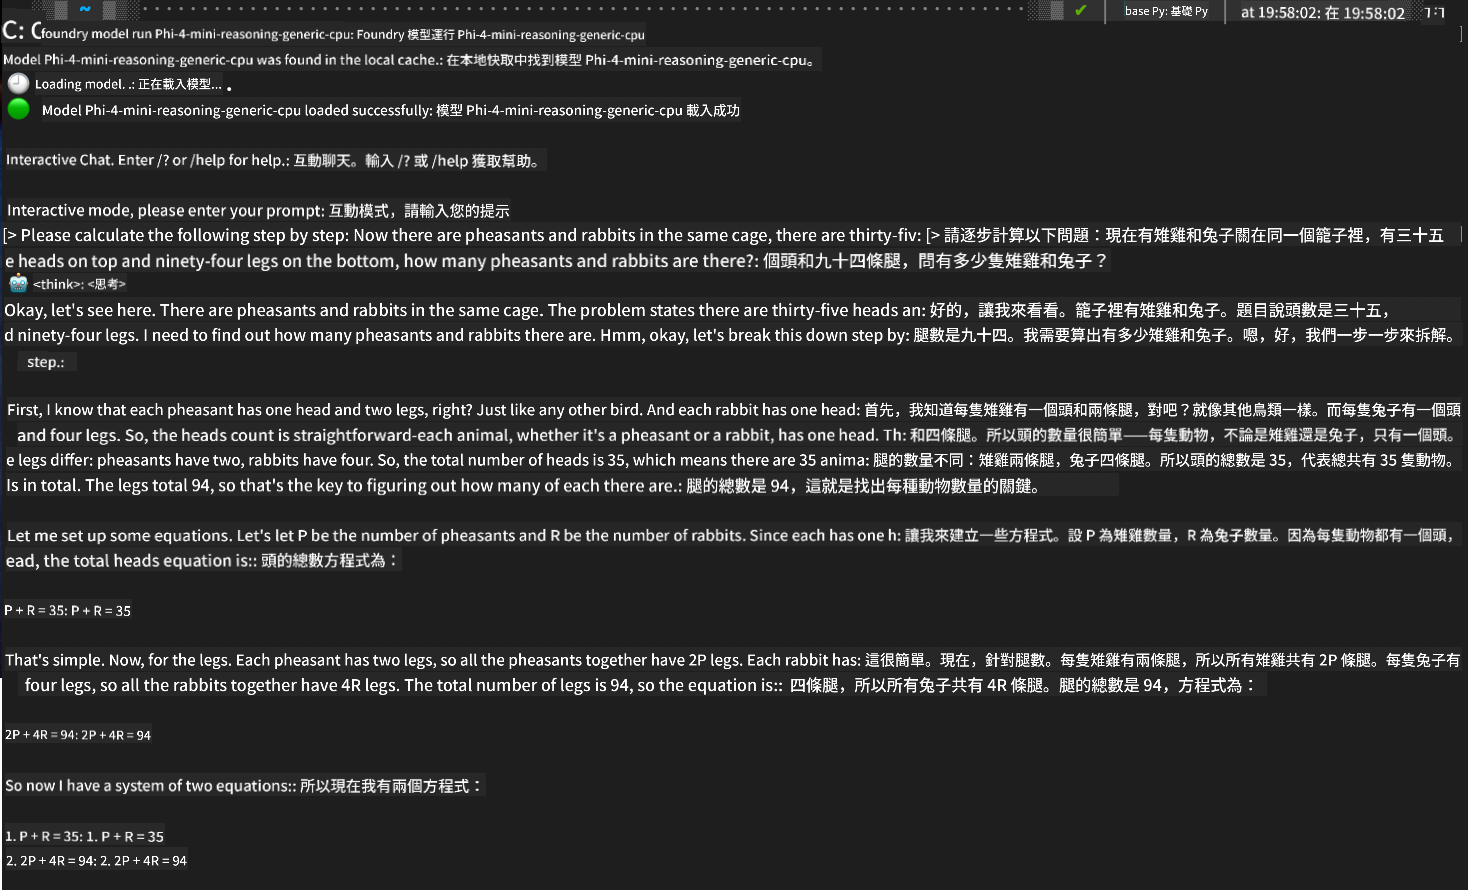 ~ ✔ base Py: 基礎 Py at 19:58:02: 在 19:58:02
C: Cfoundry model run Phi-4-mini-reasoning-generic-cpu: Foundry 模型運行 Phi-4-mini-reasoning-generic-cpu
Model Phi-4-mini-reasoning-generic-cpu was found in the local cache.: 在本地快取中找到模型 Phi-4-mini-reasoning-generic-cpu。
🕘 Loading model. .: 正在載入模型... .
🟢 Model Phi-4-mini-reasoning-generic-cpu loaded successfully: 模型 Phi-4-mini-reasoning-generic-cpu 載入成功
Interactive Chat. Enter /? or /help for help.: 互動聊天。輸入 /? 或 /help 獲取幫助。
Interactive mode, please enter your prompt: 互動模式，請輸入您的提示
[> Please calculate the following step by step: Now there are pheasants and rabbits in the same cage, there are thirty-fiv: [> 請逐步計算以下問題：現在有雉雞和兔子關在同一個籠子裡，有三十五
e heads on top and ninety-four legs on the bottom, how many pheasants and rabbits are there?: 個頭和九十四條腿，問有多少隻雉雞和兔子？
🤖 <think>: <思考>
Okay, let's see here. There are pheasants and rabbits in the same cage. The problem states there are thirty-five heads an: 好的，讓我來看看。籠子裡有雉雞和兔子。題目說頭數是三十五，
d ninety-four legs. I need to find out how many pheasants and rabbits there are. Hmm, okay, let's break this down step by: 腿數是九十四。我需要算出有多少雉雞和兔子。嗯，好，我們一步一步來拆解。
step.:
First, I know that each pheasant has one head and two legs, right? Just like any other bird. And each rabbit has one head: 首先，我知道每隻雉雞有一個頭和兩條腿，對吧？就像其他鳥類一樣。而每隻兔子有一個頭
and four legs. So, the heads count is straightforward-each animal, whether it's a pheasant or a rabbit, has one head. Th: 和四條腿。所以頭的數量很簡單——每隻動物，不論是雉雞還是兔子，只有一個頭。
e legs differ: pheasants have two, rabbits have four. So, the total number of heads is 35, which means there are 35 anima: 腿的數量不同：雉雞兩條腿，兔子四條腿。所以頭的總數是 35，代表總共有 35 隻動物。
Is in total. The legs total 94, so that's the key to figuring out how many of each there are.: 腿的總數是 94，這就是找出每種動物數量的關鍵。
Let me set up some equations. Let's let P be the number of pheasants and R be the number of rabbits. Since each has one h: 讓我來建立一些方程式。設 P 為雉雞數量，R 為兔子數量。因為每隻動物都有一個頭，
ead, the total heads equation is:: 頭的總數方程式為：
P + R = 35: P + R = 35
That's simple. Now, for the legs. Each pheasant has two legs, so all the pheasants together have 2P legs. Each rabbit has: 這很簡單。現在，針對腿數。每隻雉雞有兩條腿，所以所有雉雞共有 2P 條腿。每隻兔子有
four legs, so all the rabbits together have 4R legs. The total number of legs is 94, so the equation is:: 四條腿，所以所有兔子共有 4R 條腿。腿的總數是 94，方程式為：
2P + 4R = 94: 2P + 4R = 94
So now I have a system of two equations:: 所以現在我有兩個方程式：
1. P + R = 35: 1. P + R = 35
2. 2P + 4R = 94: 2. 2P + 4R = 94